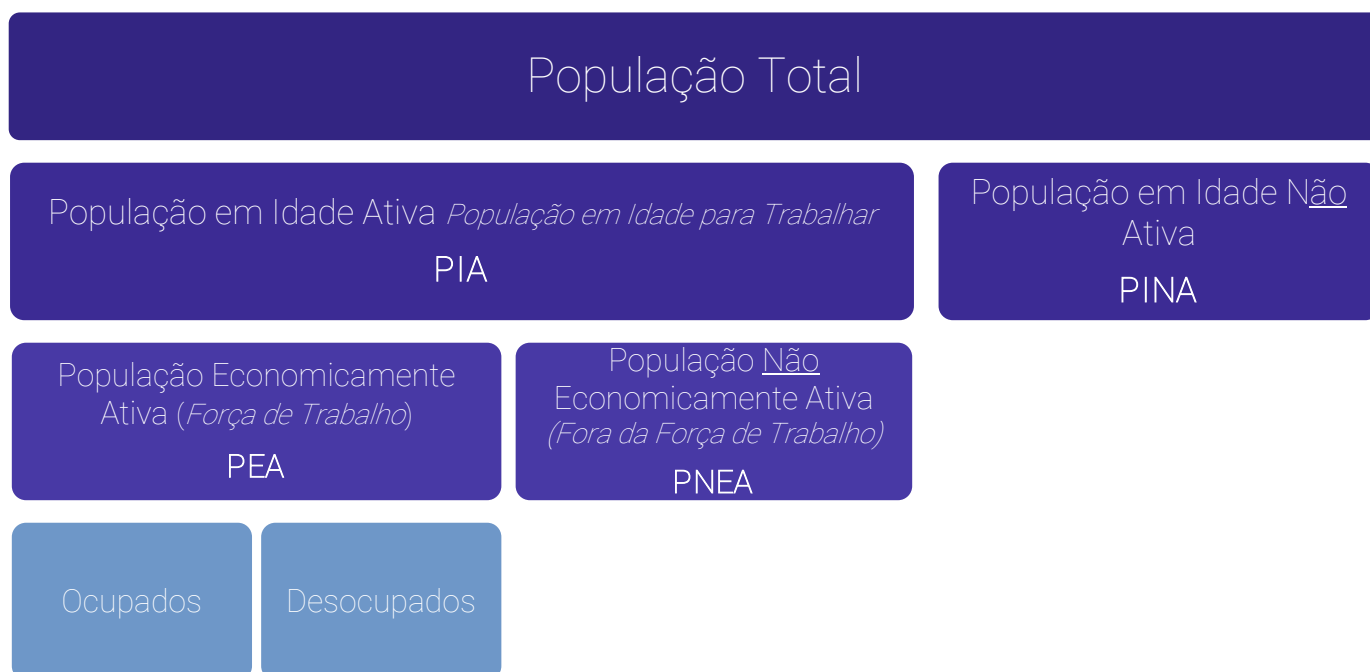 População Total
População em Idade Ativa População em Idade para Trabalhar
PIA
População em Idade Não
Ativa
PINA
População Economicamente
Ativa (Força de Trabalho)
PEA
População Não
Economicamente Ativa
(Fora da Força de Trabalho)
PNEA
Ocupados
Desocupados